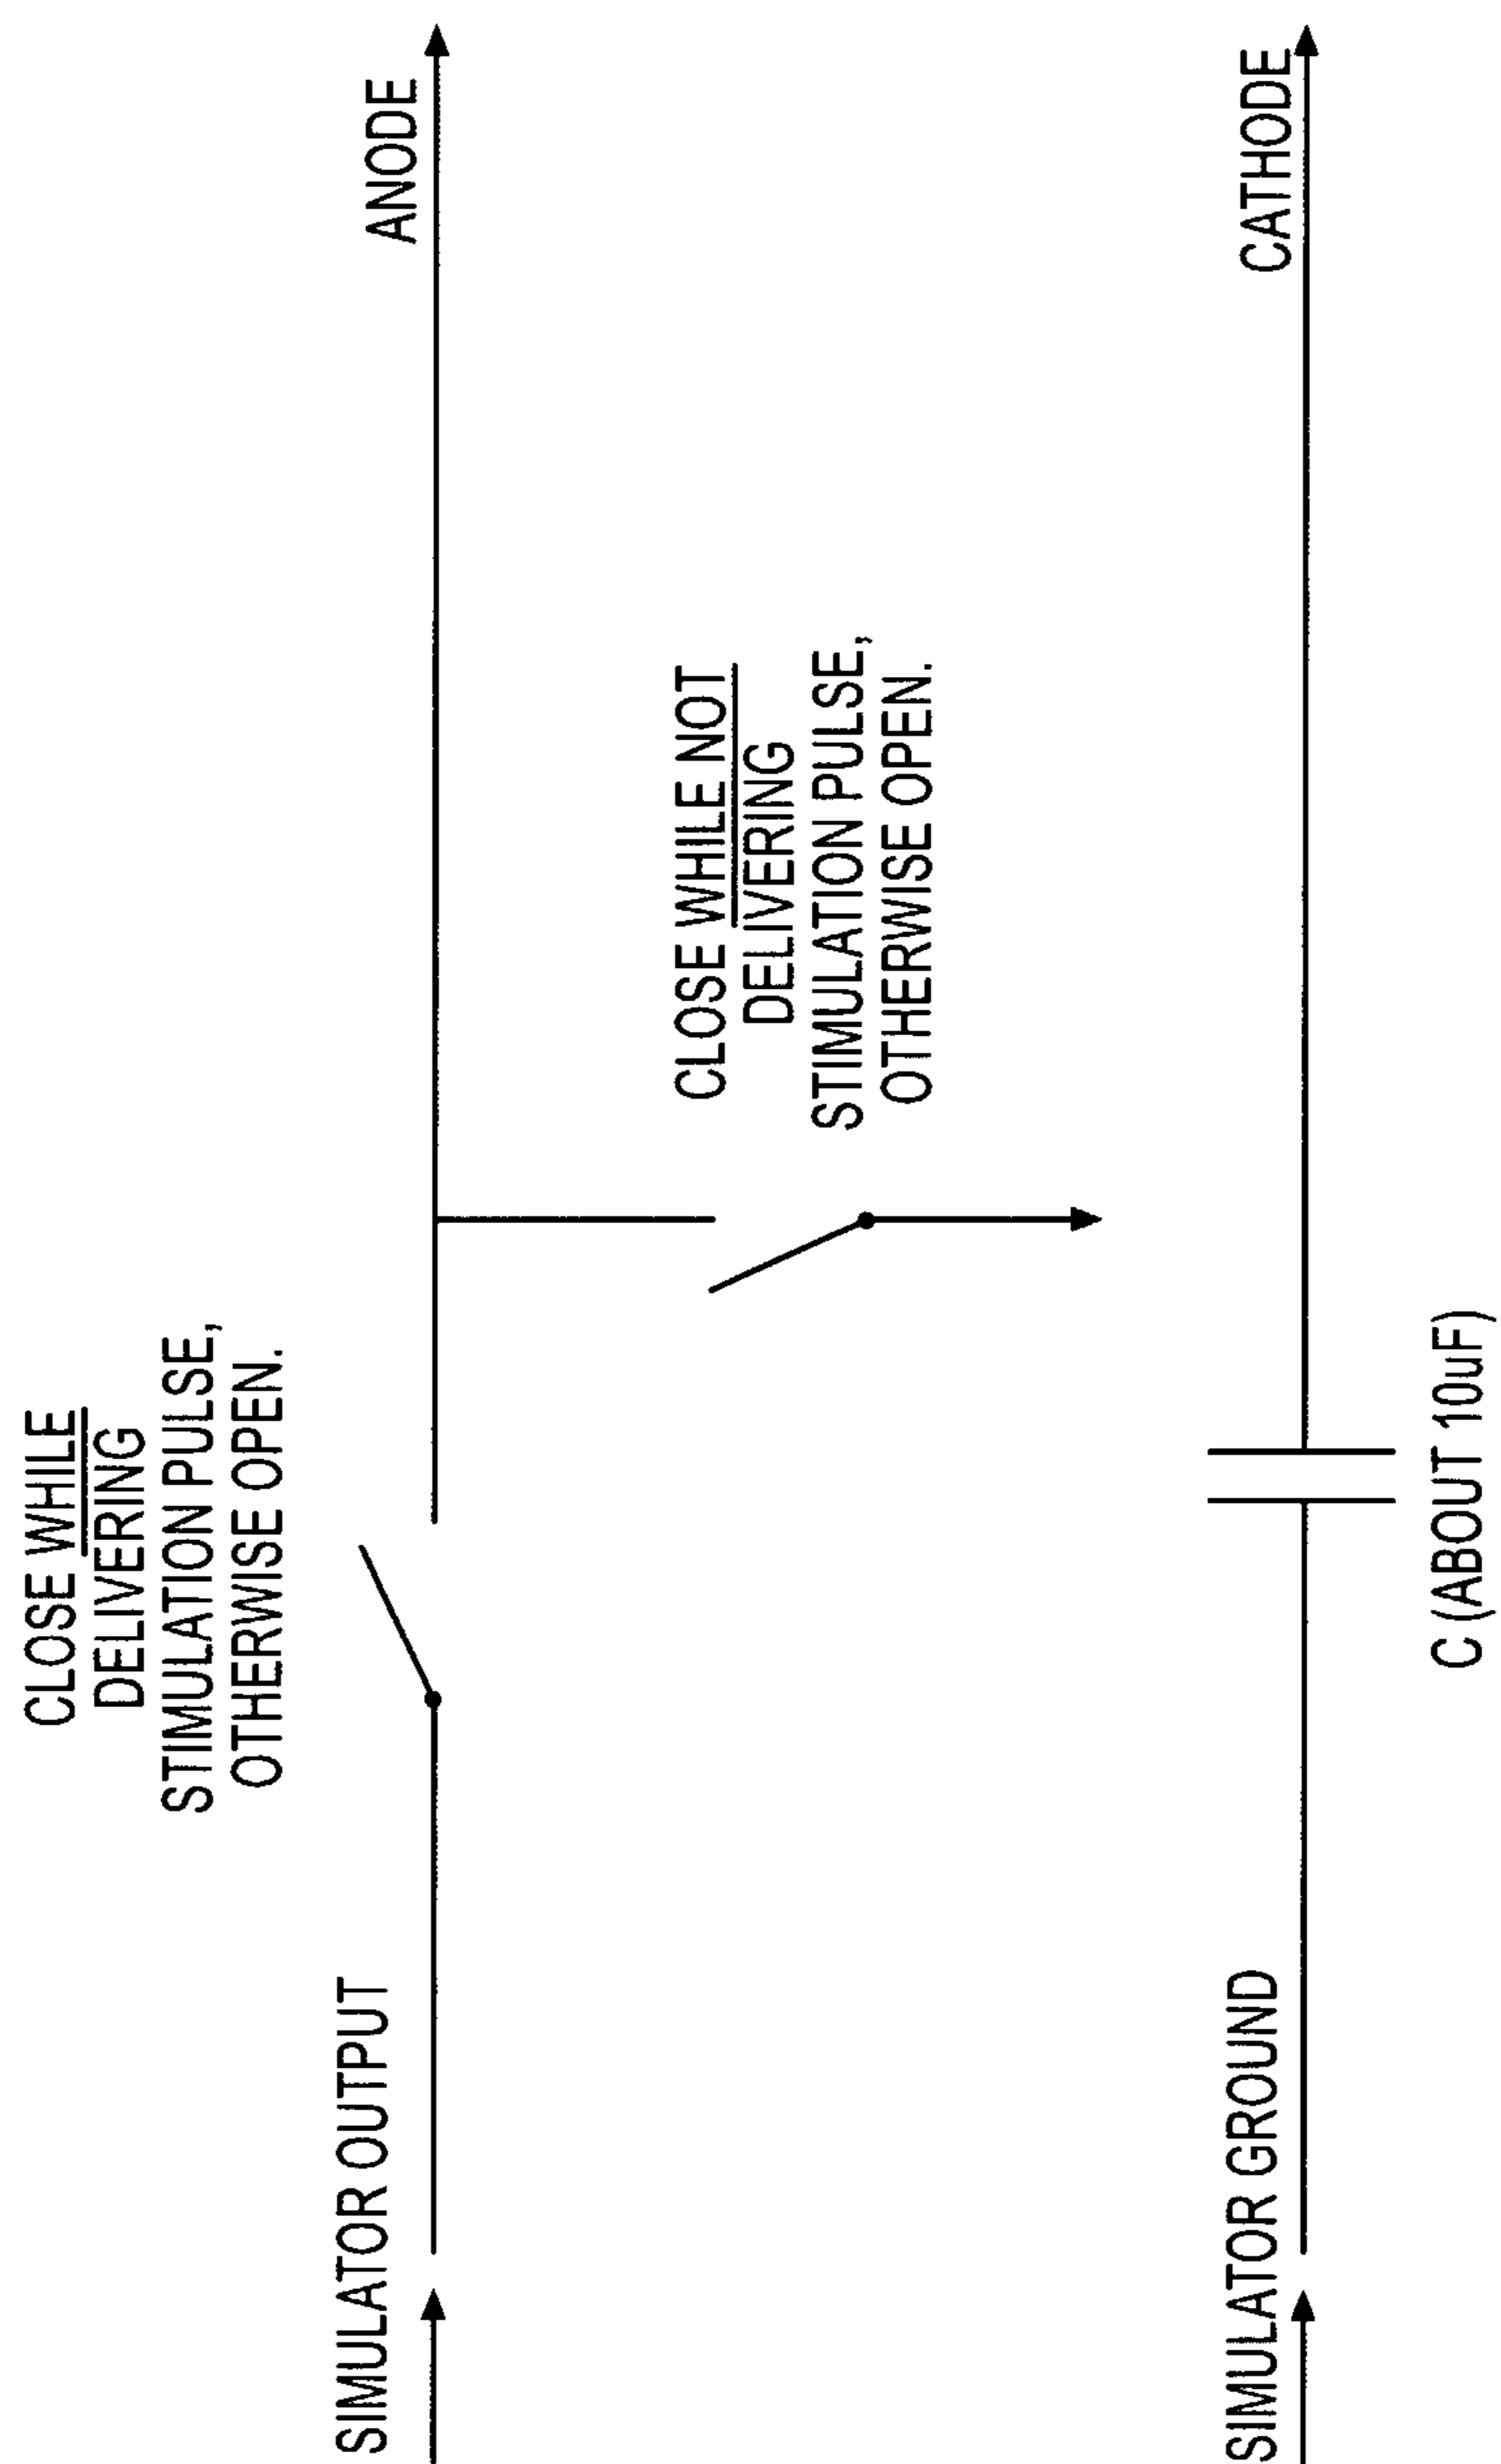 CLOSE WHILE
DELIVERING
STIMULATION PULSE,
OTHERWISE OPEN.
SIMULATOR OUTPUT
ANODE
CLOSE WHILE NOT
DELIVERING
STIMULATION PULSE,
OTHERWISE OPEN.
SIMULATOR GROUND
CATHODE
C (ABOUT 10uF)